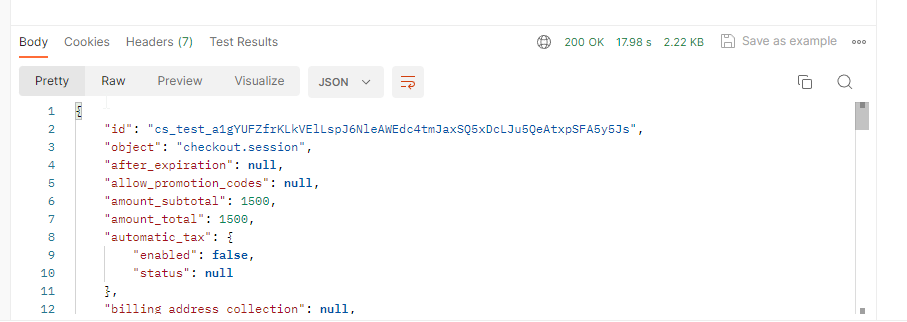 Body Cookies Headers (7) Test Results 200 OK 17.98 s 2.22 KB Save as example
Pretty Raw Preview Visualize JSON
1 {
2 "id": "cs_test_a1gYUFZfrKLkVElLspJ6NleAWEdc4tmJaxSQ5xDcLJu5QeAtxpSFA5y5Js",
3 "object": "checkout.session",
4 "after_expiration": null,
5 "allow_promotion_codes": null,
6 "amount_subtotal": 1500,
7 "amount_total": 1500,
8 "automatic_tax": {
9 "enabled": false,
10 "status": null
11 },
12 "billing_address_collection": null,